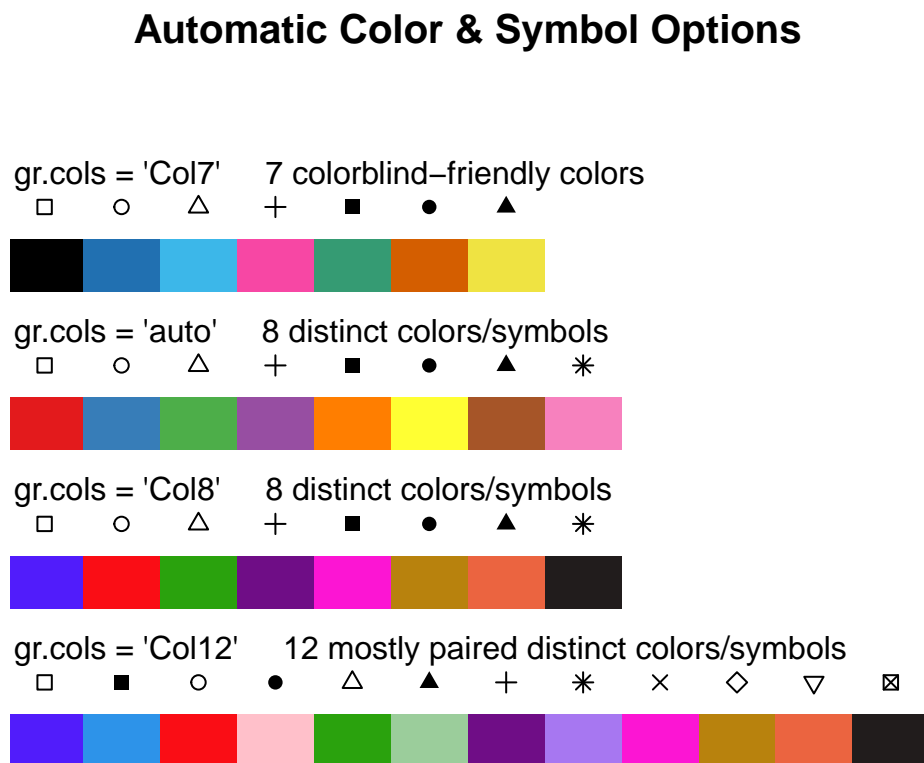 Automatic Color & Symbol Options
gr.cols = 'Col7' 7 colorblind−friendly colors
gr.cols = 'auto' 8 distinct colors/symbols
gr.cols = 'Col8' 8 distinct colors/symbols
gr.cols = 'Col12' 12 mostly paired distinct colors/symbols